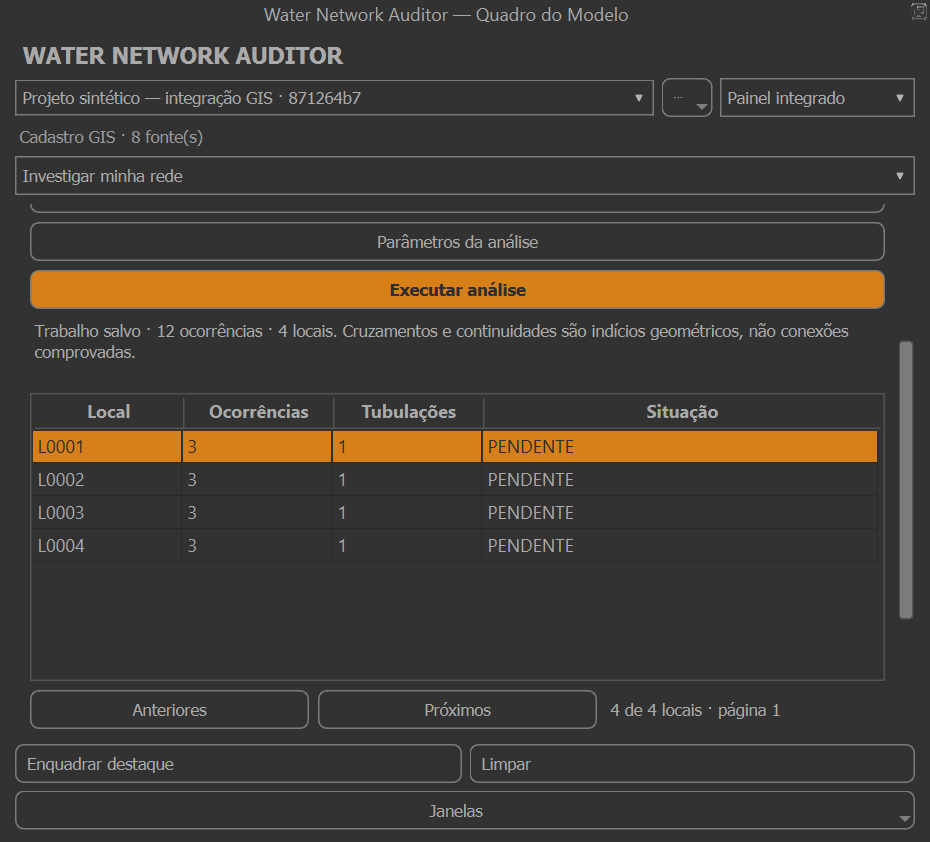 Water Network Auditor — Quadro do Modelo
WATER NETWORK AUDITOR
Projeto sintético — integração GIS · 871264b7
...
Painel integrado
Cadastro GIS · 8 fonte(s)
Investigar minha rede
Parâmetros da análise
Executar análise
Trabalho salvo · 12 ocorrências · 4 locais. Cruzamentos e continuidades são indícios geométricos, não conexões
comprovadas.
Local Ocorrências Tubulações Situação
L0001 3 1 PENDENTE
L0002 3 1 PENDENTE
L0003 3 1 PENDENTE
L0004 3 1 PENDENTE
Anteriores Próximos 4 de 4 locais · página 1
Enquadrar destaque Limpar
Janelas